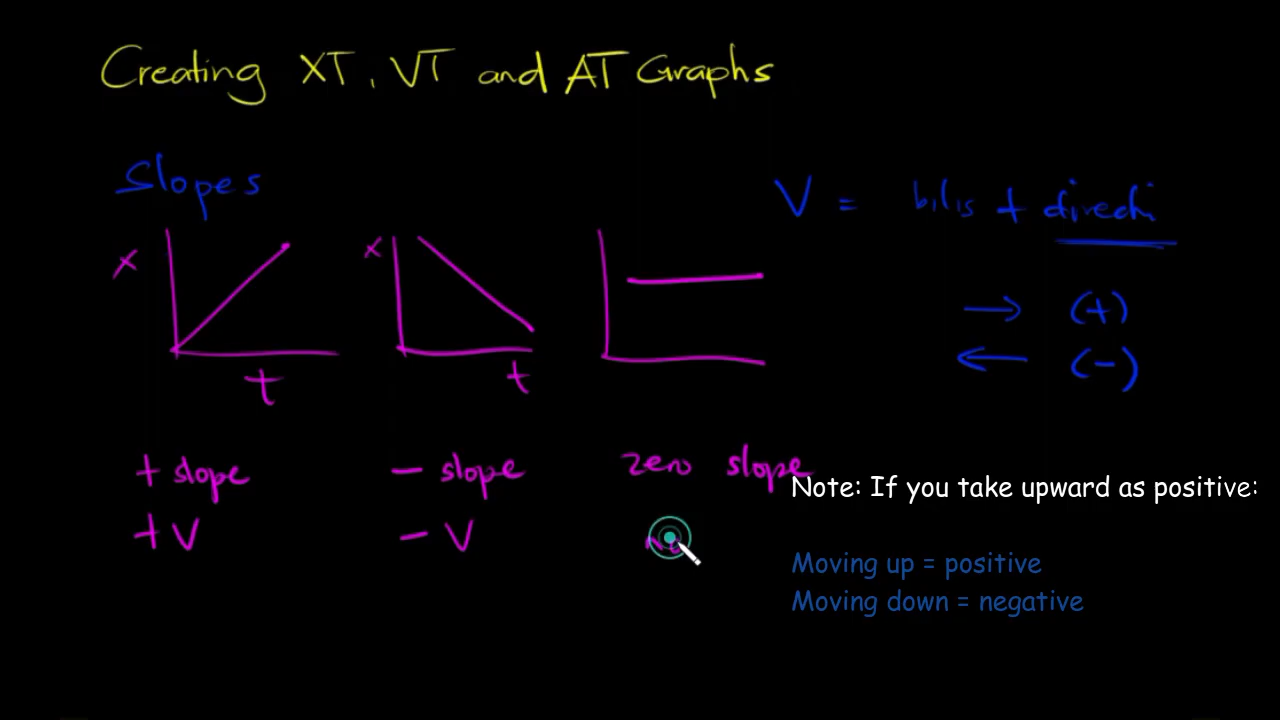 Creating XT, VT and AT Graphs
Slopes
V = bilis + directi
x
x
→ (+)
← (-)
t
t
+ slope
- slope
zero slope
Note: If you take upward as positive:
+ V
- V
Moving up = positive
Moving down = negative